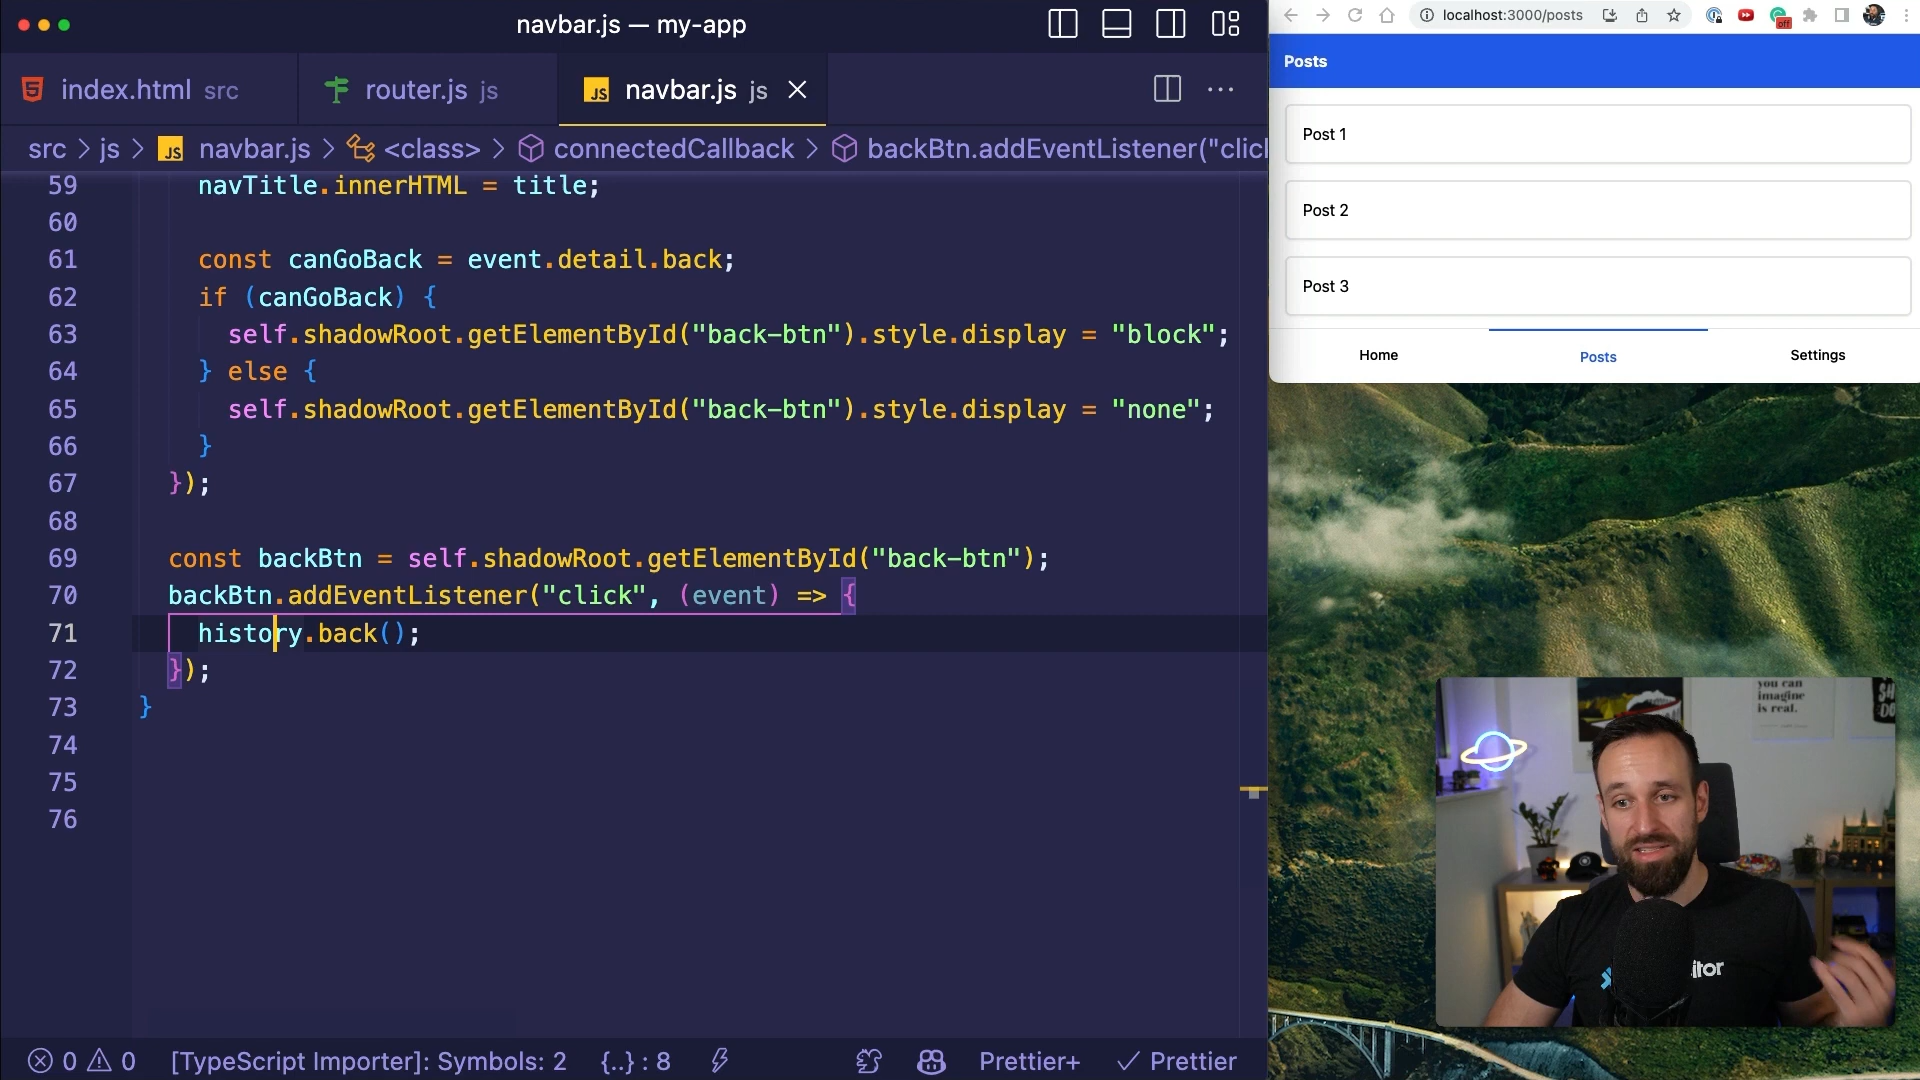 navbar.js — my-app
index.html src
router.js js
JS navbar.js js
src > js > JS navbar.js > <class> > connectedCallback > backBtn.addEventListener("clic
59 navTitle.innerHTML = title;
60
61 const canGoBack = event.detail.back;
62 if (canGoBack) {
63 self.shadowRoot.getElementById("back-btn").style.display = "block";
64 } else {
65 self.shadowRoot.getElementById("back-btn").style.display = "none";
66 }
67 });
68
69 const backBtn = self.shadowRoot.getElementById("back-btn");
70 backBtn.addEventListener("click", (event) => {
71 history.back();
72 });
73 }
74
75
76
0 0 [TypeScript Importer]: Symbols: 2 {..} : 8 Prettier+ Prettier
localhost:3000/posts
off
Posts
Post 1
Post 2
Post 3
Home
Posts
Settings
you can
imagine
is real.
itor